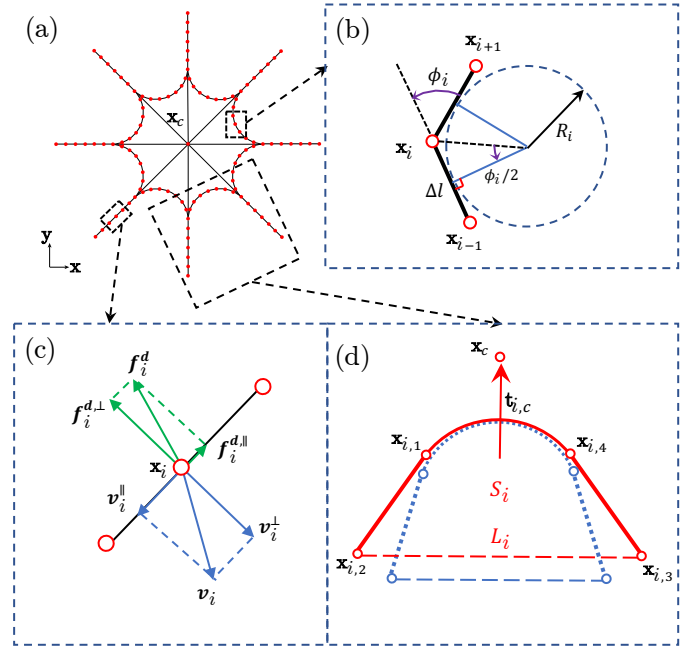 (a)
𝐱_c
𝐲
𝐱
(b)
𝐱_{i+1}
ϕ_i
R_i
𝐱_i
ϕ_i/2
Δl
𝐱_{i−1}
(c)
𝒇_i^d
𝒇_i^{d,⊥}
𝒇_i^{d,∥}
𝐱_i
𝒗_i^∥
𝒗_i^⊥
𝒗_i
(d)
𝐱_c
𝐭_{i,c}
𝐱_{i,1}
𝐱_{i,4}
S_i
L_i
𝐱_{i,2}
𝐱_{i,3}